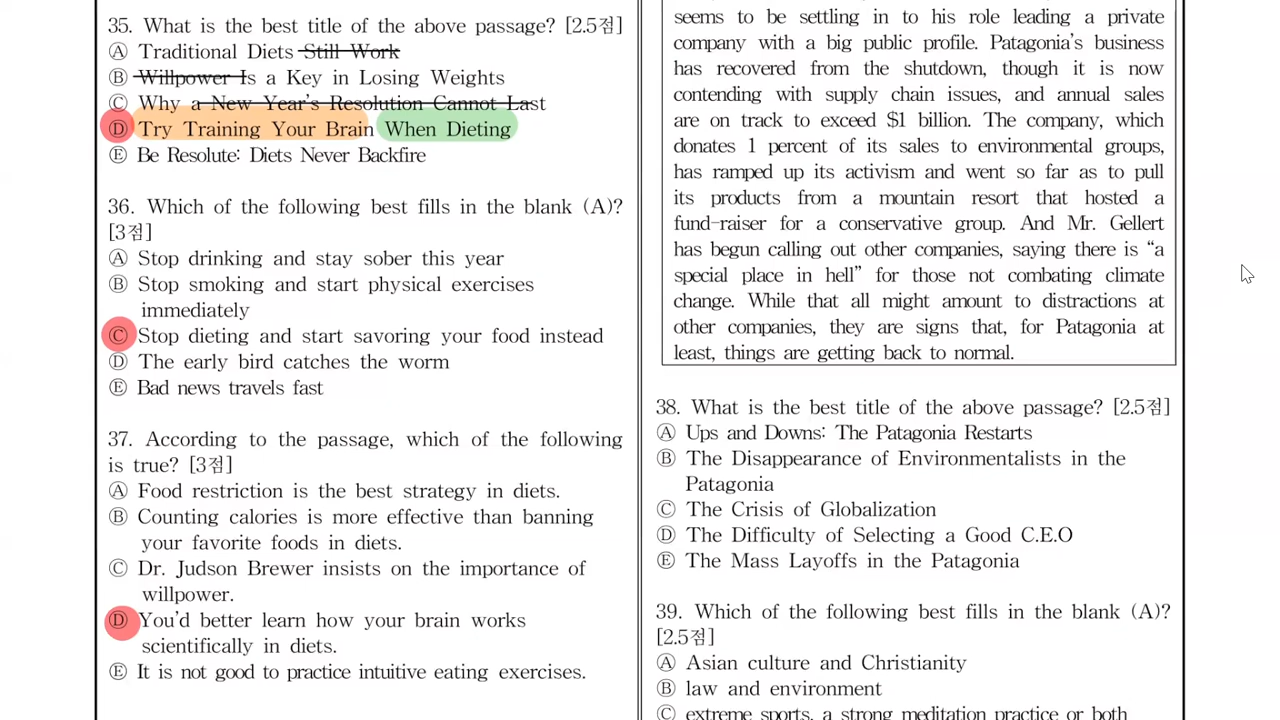 35. What is the best title of the above passage? [2.5점]
Ⓐ Traditional Diets Still Work
Ⓑ Willpower Is a Key in Losing Weights
Ⓒ Why a New Year's Resolution Cannot Last
Ⓓ Try Training Your Brain When Dieting
Ⓔ Be Resolute: Diets Never Backfire
36. Which of the following best fills in the blank (A)?
[3점]
Ⓐ Stop drinking and stay sober this year
Ⓑ Stop smoking and start physical exercises
immediately
Ⓒ Stop dieting and start savoring your food instead
Ⓓ The early bird catches the worm
Ⓔ Bad news travels fast
37. According to the passage, which of the following
is true? [3점]
Ⓐ Food restriction is the best strategy in diets.
Ⓑ Counting calories is more effective than banning
your favorite foods in diets.
Ⓒ Dr. Judson Brewer insists on the importance of
willpower.
Ⓓ You'd better learn how your brain works
scientifically in diets.
Ⓔ It is not good to practice intuitive eating exercises.
seems to be settling in to his role leading a private
company with a big public profile. Patagonia's business
has recovered from the shutdown, though it is now
contending with supply chain issues, and annual sales
are on track to exceed $1 billion. The company, which
donates 1 percent of its sales to environmental groups,
has ramped up its activism and went so far as to pull
its products from a mountain resort that hosted a
fund-raiser for a conservative group. And Mr. Gellert
has begun calling out other companies, saying there is “a
special place in hell” for those not combating climate
change. While that all might amount to distractions at
other companies, they are signs that, for Patagonia at
least, things are getting back to normal.
38. What is the best title of the above passage? [2.5점]
Ⓐ Ups and Downs: The Patagonia Restarts
Ⓑ The Disappearance of Environmentalists in the
Patagonia
Ⓒ The Crisis of Globalization
Ⓓ The Difficulty of Selecting a Good C.E.O
Ⓔ The Mass Layoffs in the Patagonia
39. Which of the following best fills in the blank (A)?
[2.5점]
Ⓐ Asian culture and Christianity
Ⓑ law and environment
Ⓒ extreme sports, a strong meditation practice or both